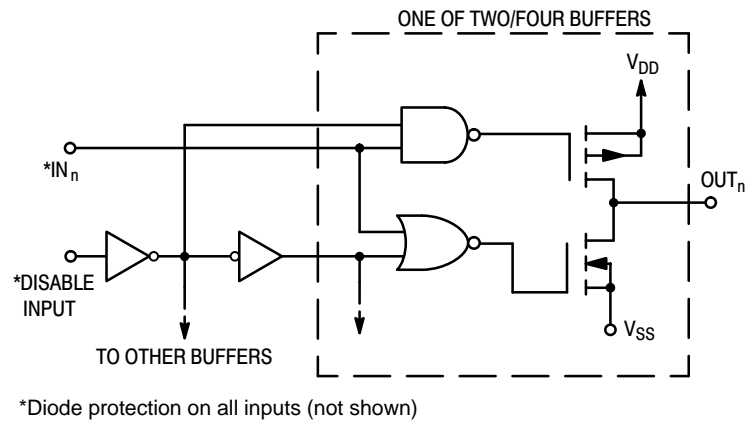 ONE OF TWO/FOUR BUFFERS
VDD
*INn
OUTn
*DISABLE
INPUT
TO OTHER BUFFERS
VSS
*Diode protection on all inputs (not shown)